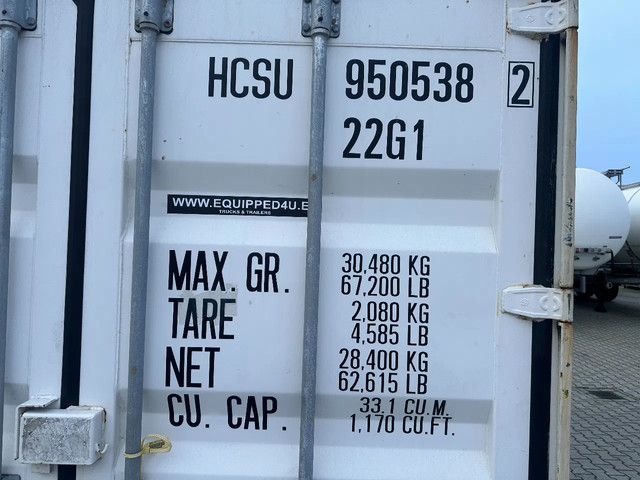 HCSU 950538 2
22G1
WWW.EQUIPPED4U.E
TRUCKS & TRAILERS
MAX. GR. 30,480 KG
67,200 LB
TARE 2,080 KG
4,585 LB
NET 28,400 KG
62,615 LB
CU. CAP. 33,1 CU.M.
1,170 CU.FT.